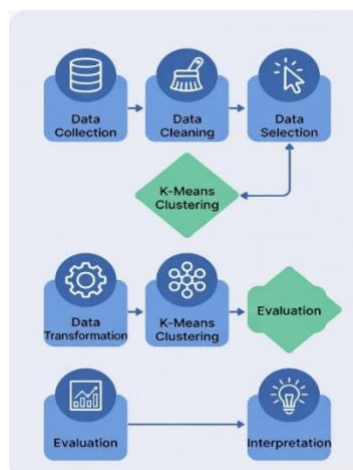 Data
Collection
Data
Cleaning
Data
Selection
K-Means
Clustering
Data
Transformation
K-Means
Clustering
Evaluation
Evaluation
Interpretation